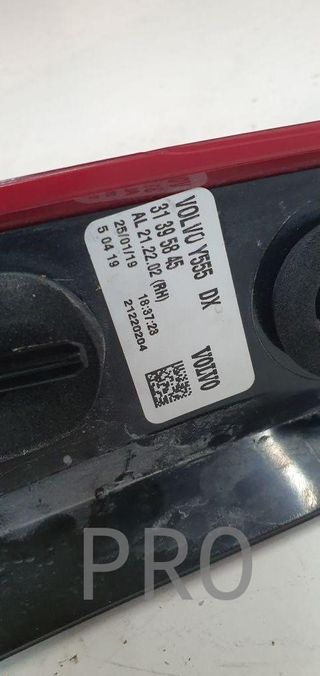 VOLVO Y555 DX
31 39 58 45
AL 21.22.02 (RH)
25/01/19 18:37:23
5 04 19 21220204
VOLVO
PRO